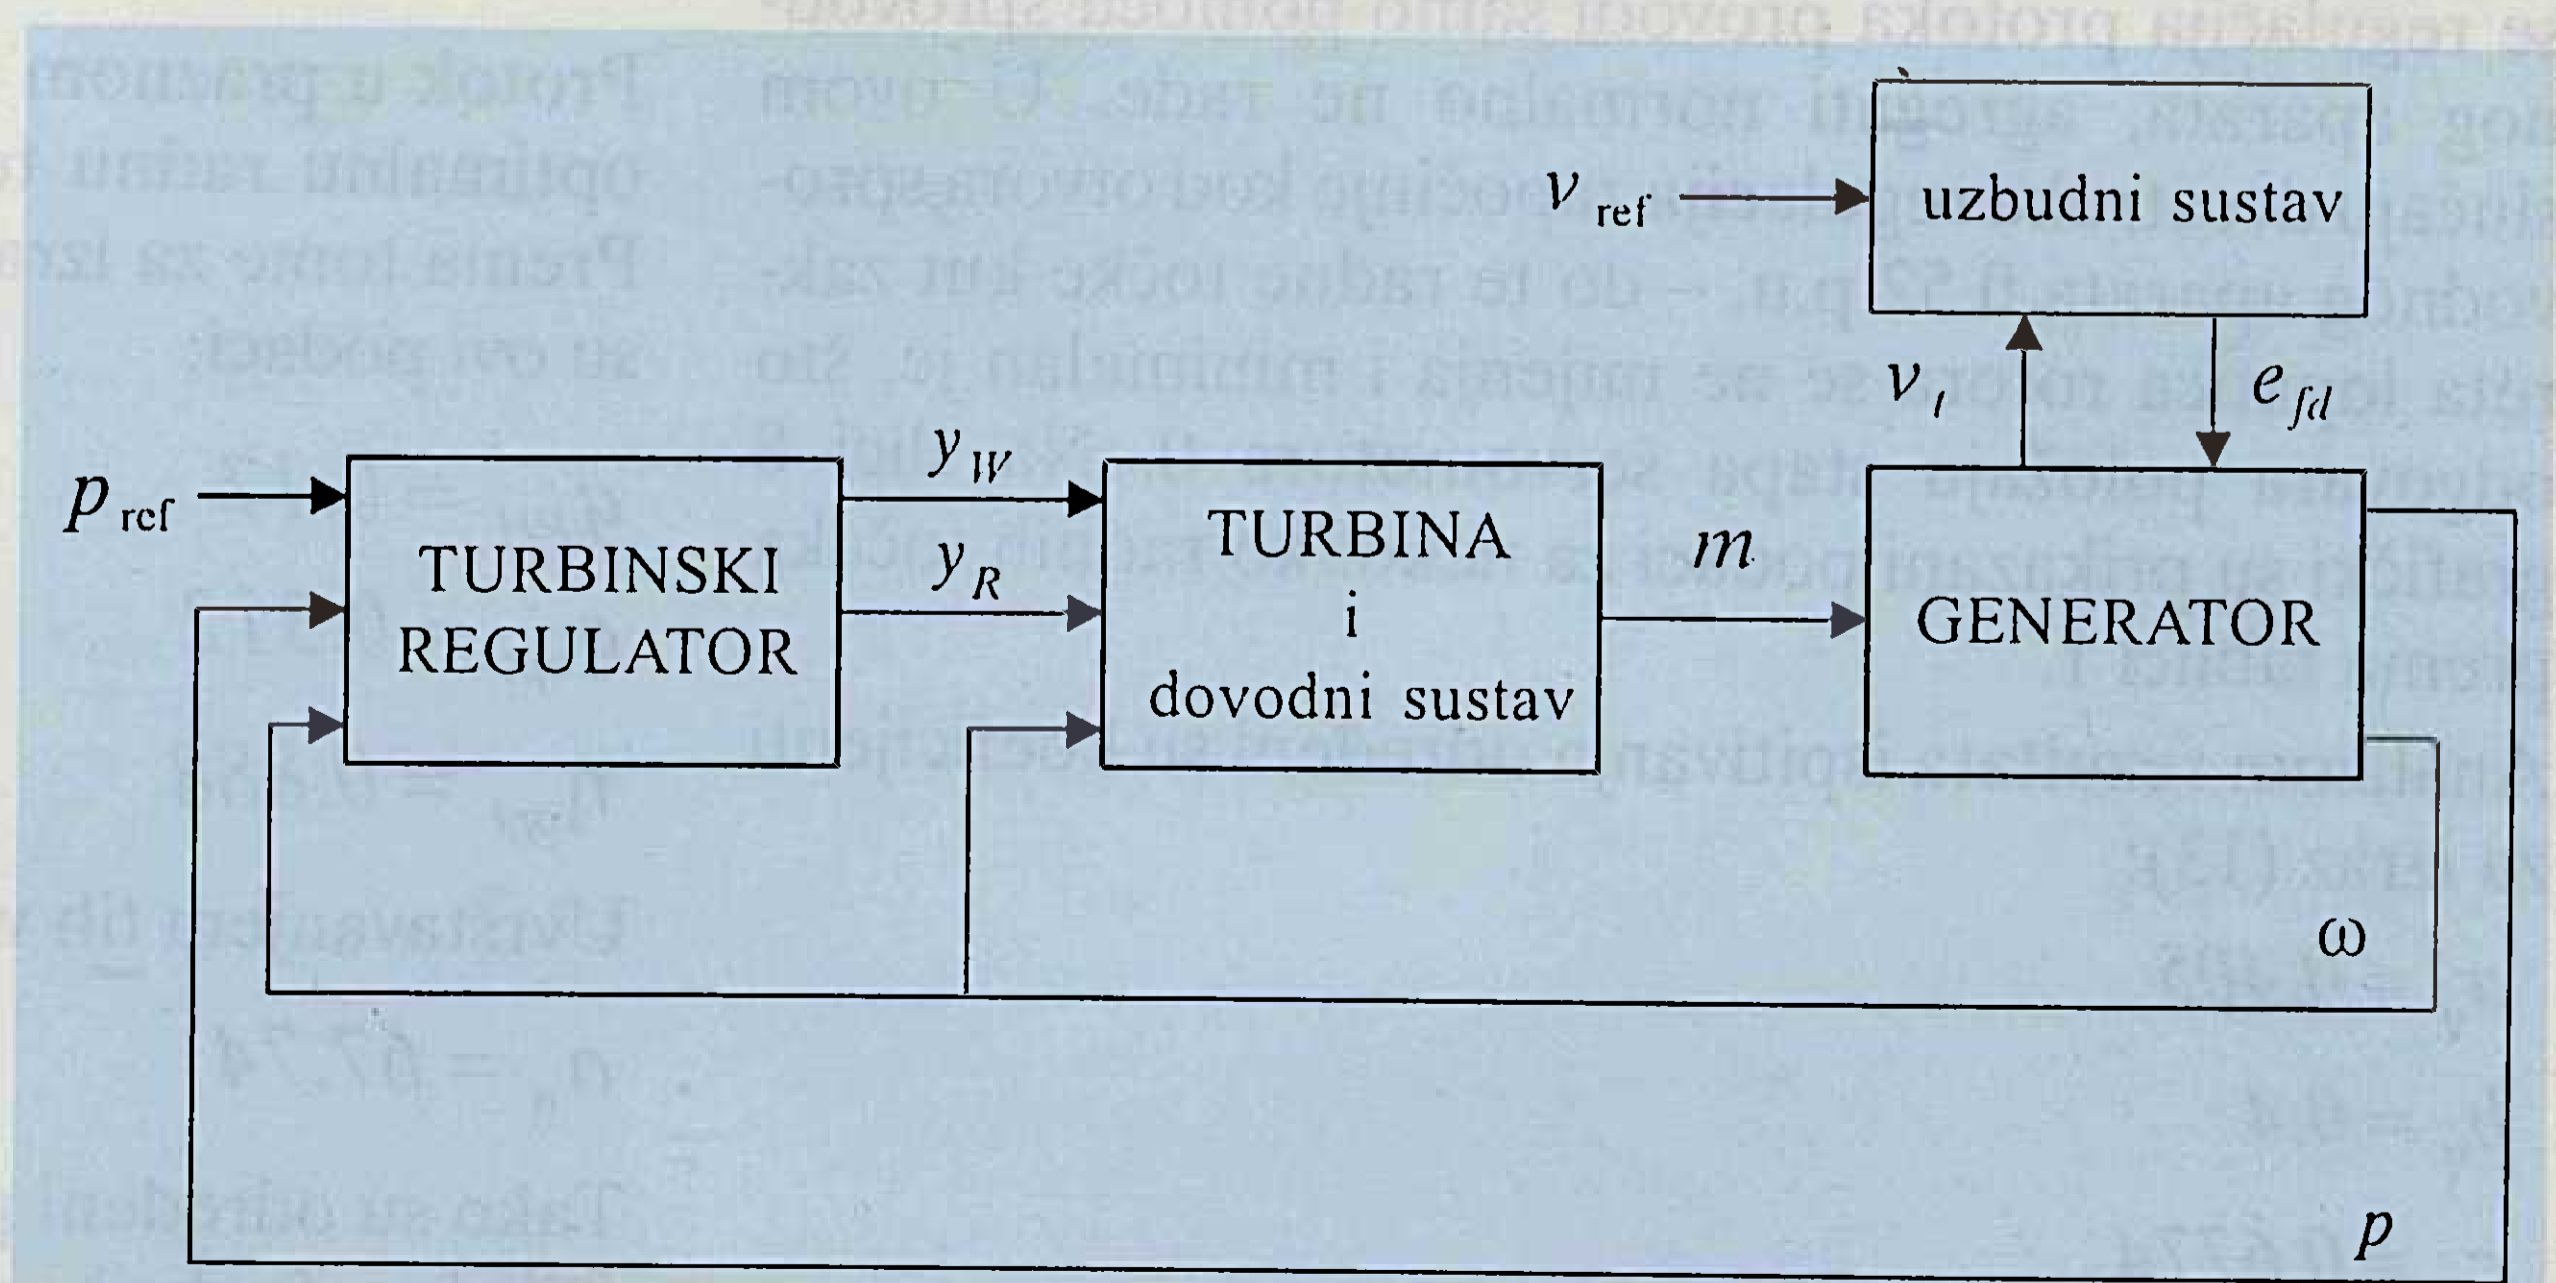 v ref
uzbudni sustav
v t
e fd
p ref
TURBINSKI
REGULATOR
y W
y R
TURBINA
i
dovodni sustav
m
GENERATOR
ω
p